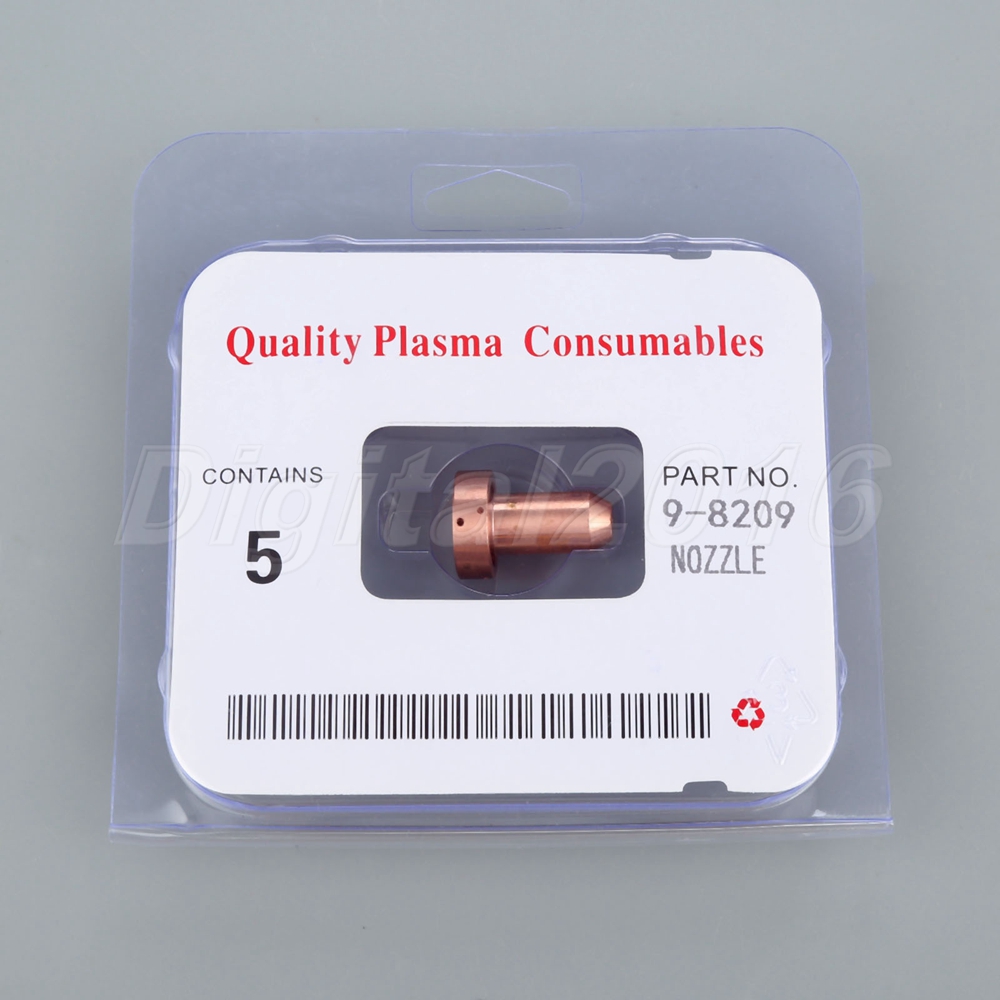 Quality Plasma Consumables
CONTAINS
5
PART NO.
9-8209
NOZZLE
Digital2016